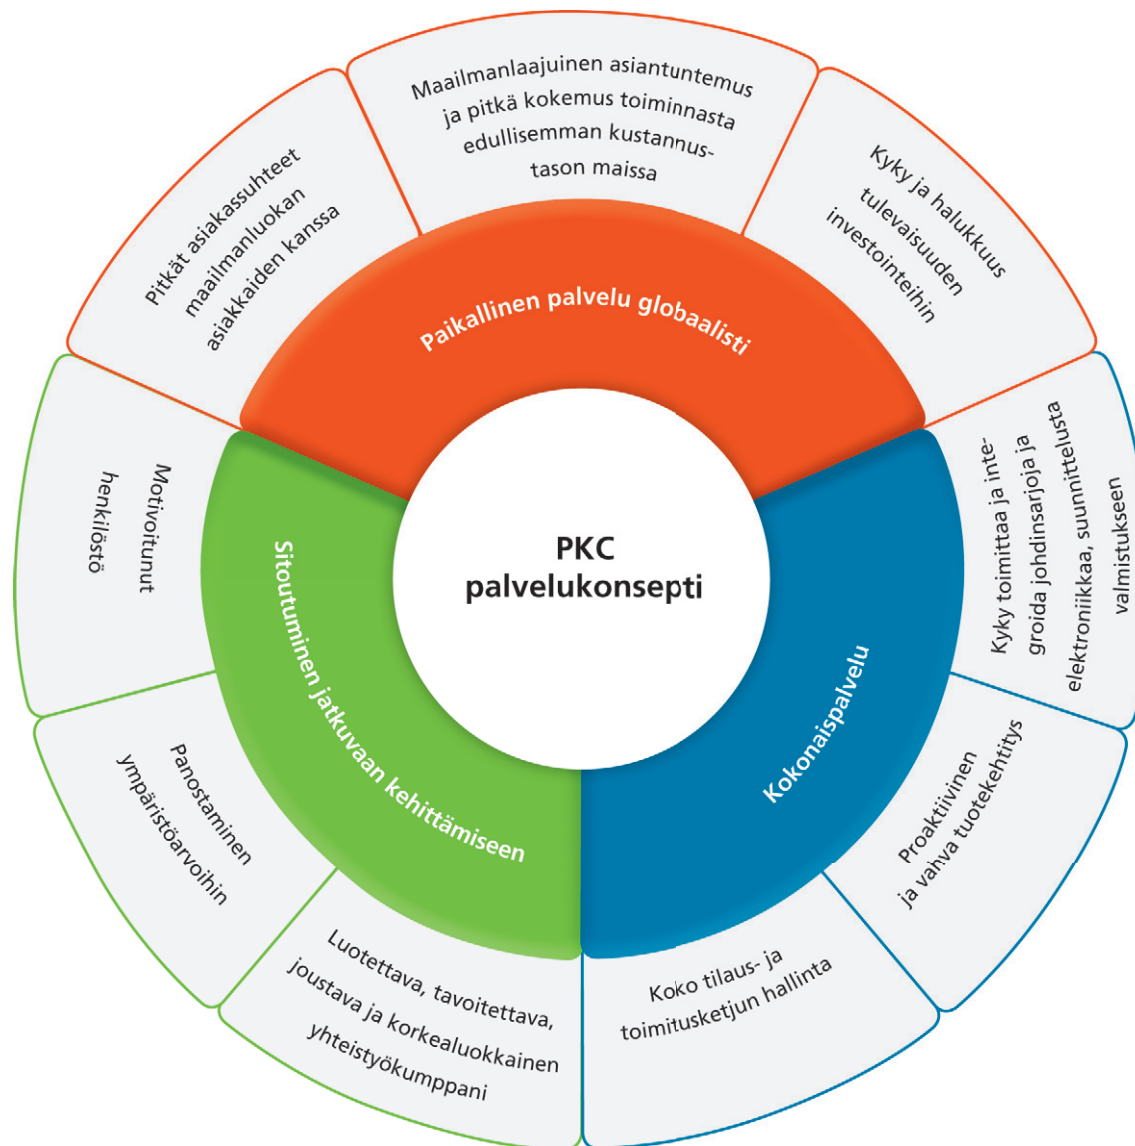 Maailmanlaajuinen asiantuntemus
ja pitkä kokemus toiminnasta
edullisemman kustannus-
tason maissa
Kyky ja halukkuus
tulevaisuuden
investointeihin
Pitkät asiakassuhteet
maailmanluokan
asiakkaiden kanssa
Paikallinen palvelu globaalisti
Kyky toimittaa ja inte-
groida johdinsarjoja ja
elektroniikkaa, suunnittelusta
valmistukseen
Motivoitunut
henkilöstö
PKC
palvelukonsepti
Sitoutuminen jatkuvaan kehittämiseen
Kokonaispalvelu
Proaktiivinen
ja vahva tuotekehtitys
Panostaminen
ympäristöarvoihin
Luotettava, tavoitettava,
joustava ja korkealuokkainen
yhteistyökumppani
Koko tilaus- ja
toimitusketjun hallinta